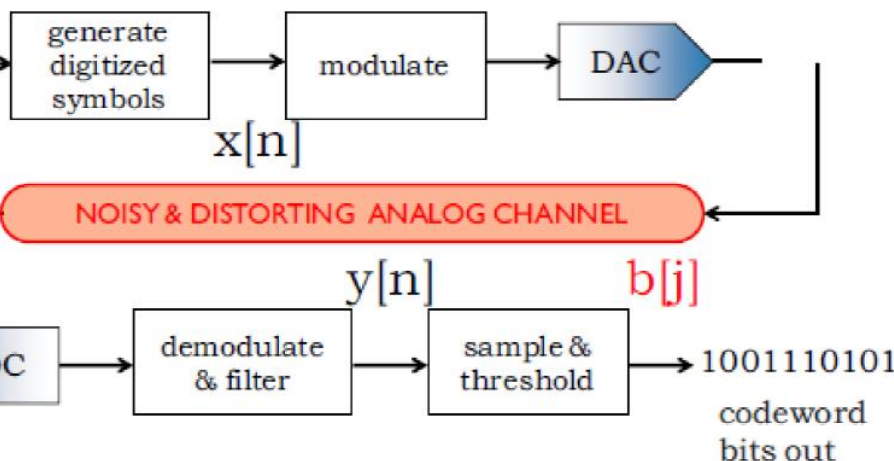 generate
digitized
symbols
modulate
DAC
x[n]
NOISY & DISTORTING ANALOG CHANNEL
y[n]
b[j]
C
demodulate
& filter
sample &
threshold
1001110101
codeword
bits out